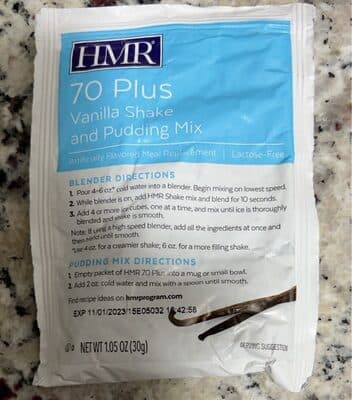 HMR®
70 Plus
Vanilla Shake
and Pudding Mix
Artificially Flavored Meal Replacement | Lactose-Free
BLENDER DIRECTIONS
1. Pour 4-6 oz* cold water into a blender. Begin mixing on lowest speed.
2. While blender is on, add HMR Shake mix and blend for 10 seconds.
3. Add 4 or more ice cubes, one at a time, and mix until ice is thoroughly
blended and shake is smooth.
Note: If using a high speed blender, add all the ingredients at once and
then blend until smooth.
*Use 4 oz. for a creamier shake; 6 oz. for a more filling shake.
PUDDING MIX DIRECTIONS
1. Empty packet of HMR 70 Plus into a mug or small bowl.
2. Add 2 oz. cold water and mix with a spoon until smooth.
Find recipe ideas on hmrprogram.com
EXP 11/01/2023 15E05032 16:42:58
NET WT 1.05 OZ (30g)
SERVING SUGGESTION